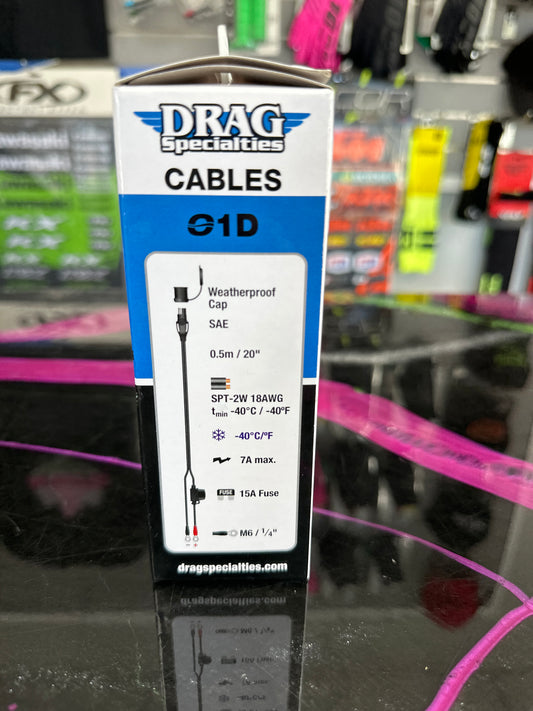 DRAG
Specialties
CABLES
O1D
Weatherproof
Cap
SAE
0.5m / 20"
SPT-2W 18AWG
tmin -40°C / -40°F
-40°C/°F
7A max.
FUSE 15A Fuse
M6 / 1/4"
- +
dragspecialties.com
FX